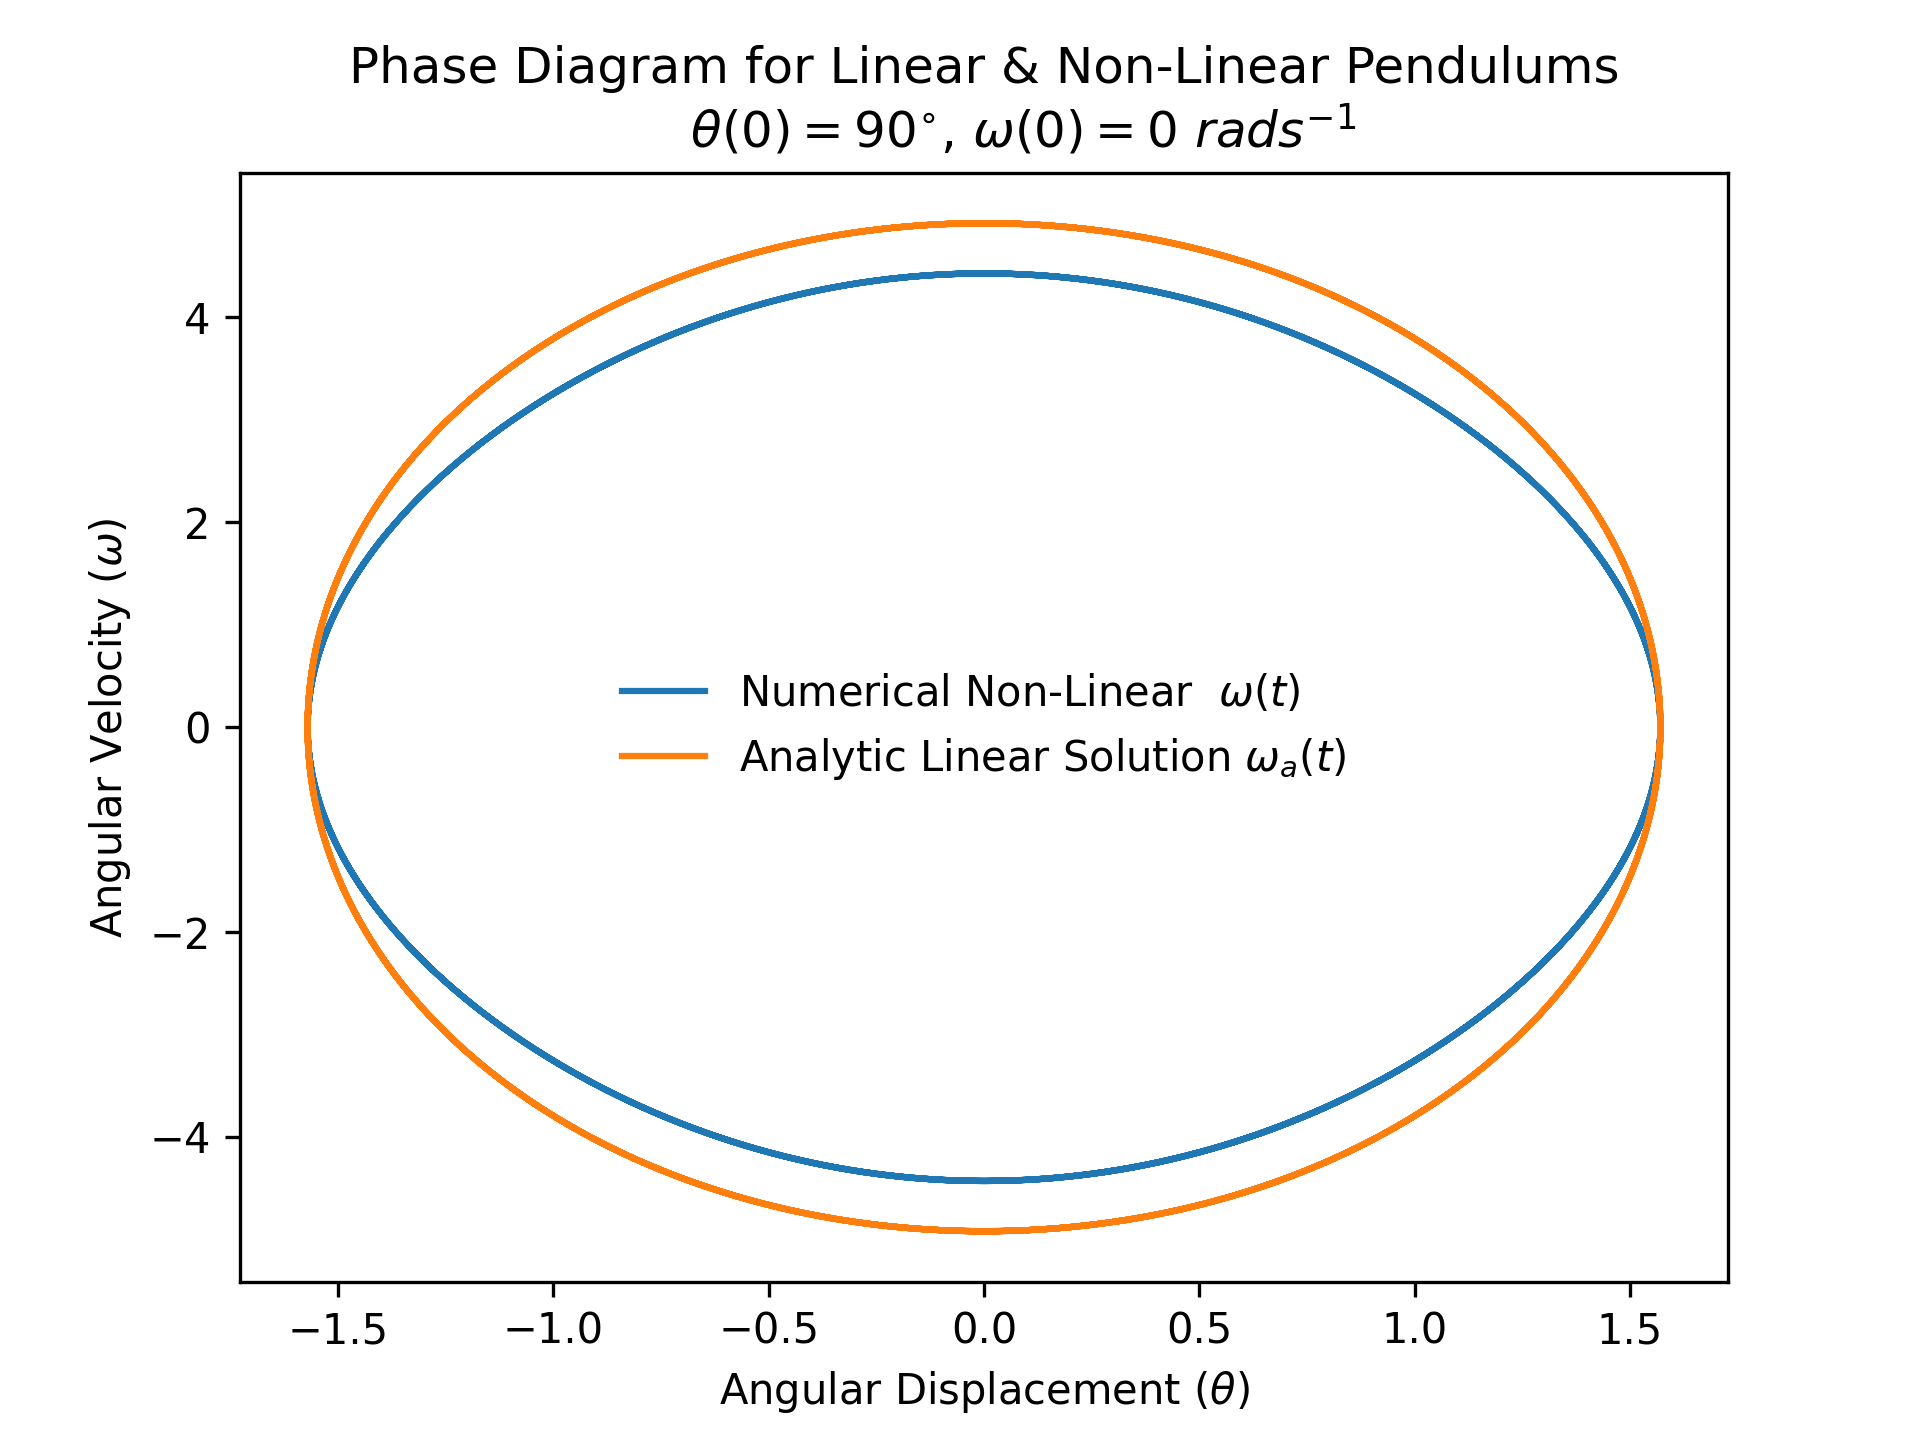 Phase Diagram for Linear & Non-Linear Pendulums
θ(0) = 90°, ω(0) = 0 rads⁻¹
Angular Velocity (ω)
4
2
0
−2
−4
Numerical Non-Linear ω(t)
Analytic Linear Solution ωₐ(t)
−1.5 −1.0 −0.5 0.0 0.5 1.0 1.5
Angular Displacement (θ)